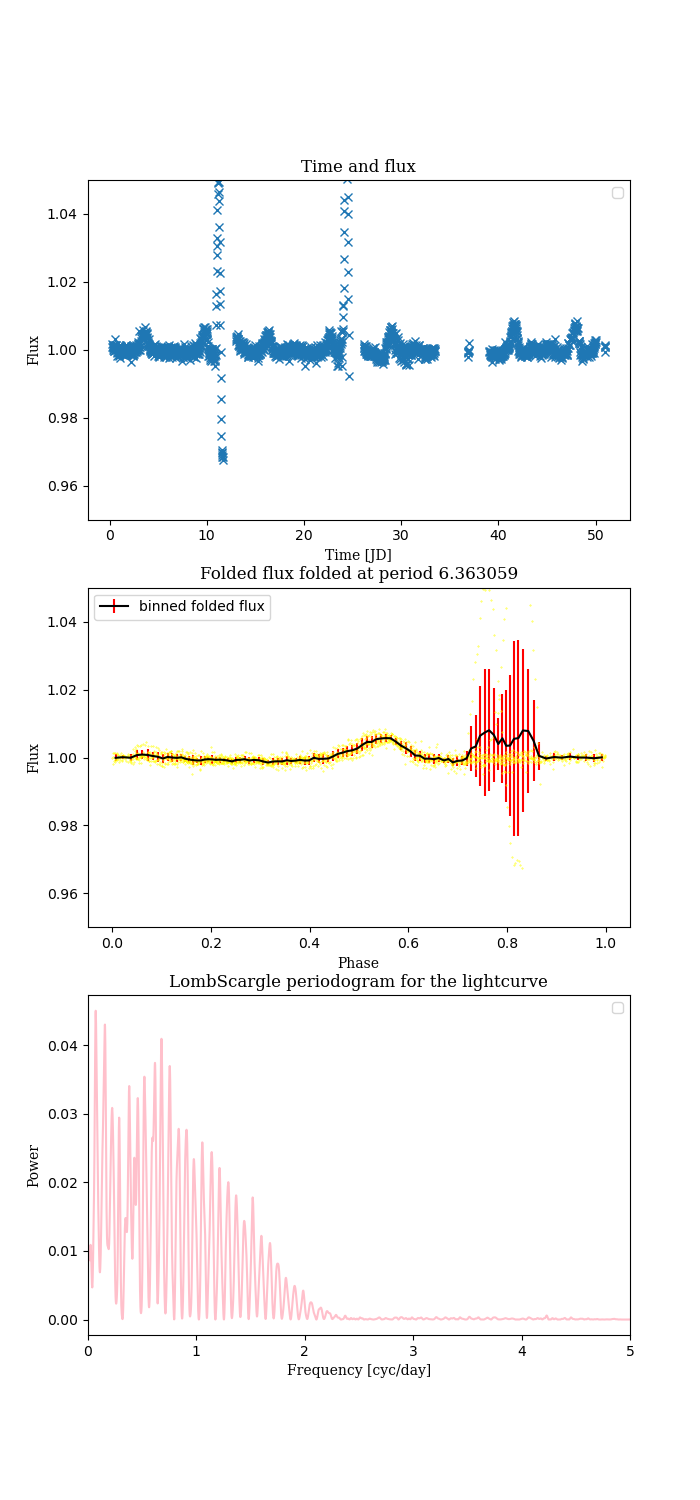 Time and flux
1.04
1.02
1.00
0.98
0.96
Flux
0 10 20 30 40 50
Time [JD]
Folded flux folded at period 6.363059
binned folded flux
1.04
1.02
1.00
0.98
0.96
Flux
0.0 0.2 0.4 0.6 0.8 1.0
Phase
LombScargle periodogram for the lightcurve
0.04
0.03
0.02
0.01
0.00
Power
0 1 2 3 4 5
Frequency [cyc/day]